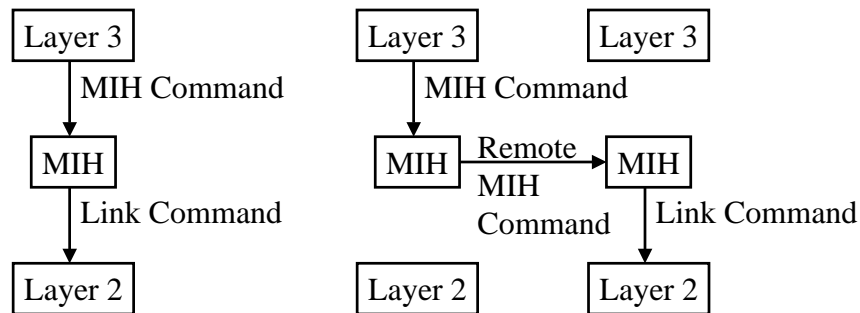 Layer 3
MIH Command
MIH
Link Command
Layer 2
Layer 3
Layer 3
MIH Command
MIH
Remote
MIH
Command
MIH
Link Command
Layer 2
Layer 2